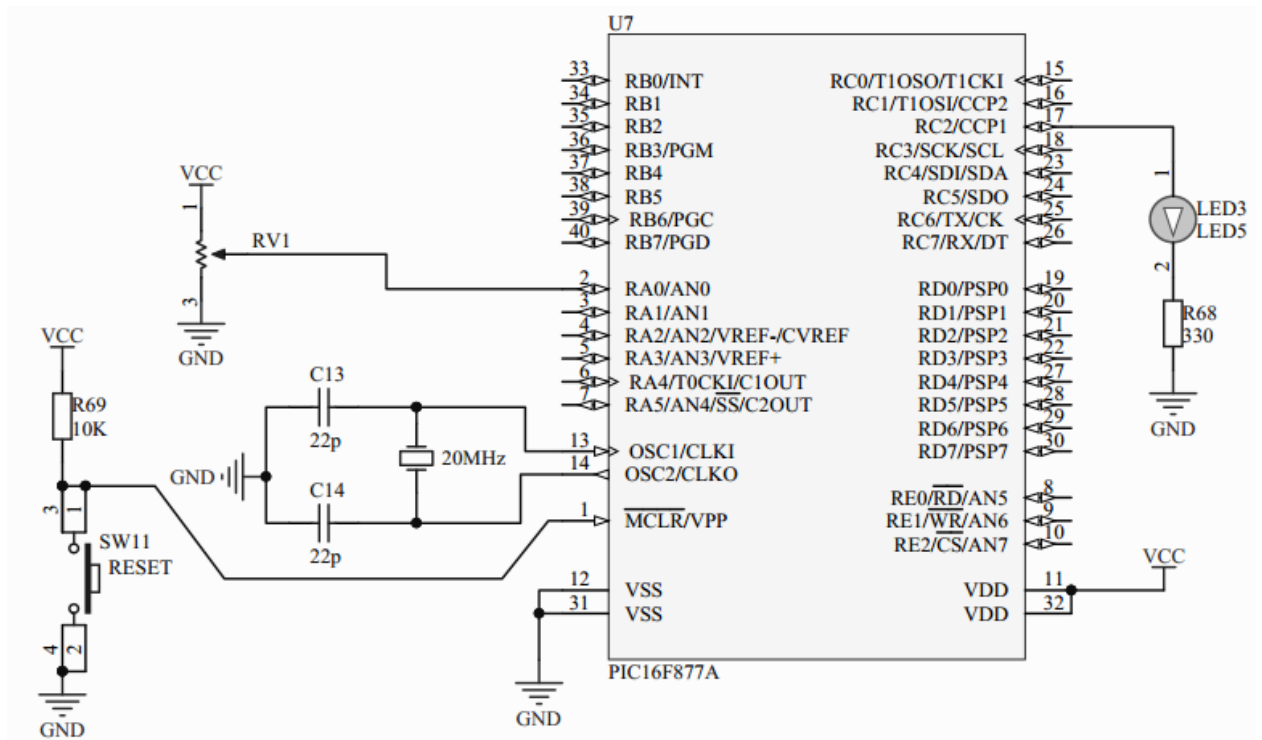 U7
33 RB0/INT
34 RB1
35 RB2
36 RB3/PGM
37 RB4
38 RB5
39 RB6/PGC
40 RB7/PGD
2 RA0/AN0
3 RA1/AN1
4 RA2/AN2/VREF-/CVREF
5 RA3/AN3/VREF+
6 RA4/T0CKI/C1OUT
7 RA5/AN4/SS/C2OUT
13 OSC1/CLKI
14 OSC2/CLKO
1 MCLR/VPP
12 VSS
31 VSS
RC0/T1OSO/T1CKI 15
RC1/T1OSI/CCP2 16
RC2/CCP1 17
RC3/SCK/SCL 18
RC4/SDI/SDA 23
RC5/SDO 24
RC6/TX/CK 25
RC7/RX/DT 26
RD0/PSP0 19
RD1/PSP1 20
RD2/PSP2 21
RD3/PSP3 22
RD4/PSP4 27
RD5/PSP5 28
RD6/PSP6 29
RD7/PSP7 30
RE0/RD/AN5 8
RE1/WR/AN6 9
RE2/CS/AN7 10
VDD 11
VDD 32
PIC16F877A
VCC
1
RV1
3
GND
VCC
R69
10K
3
1
SW11
RESET
4
2
GND
C13
22p
GND
20MHz
C14
22p
GND
1
LED3
LED5
2
R68
330
GND
VCC